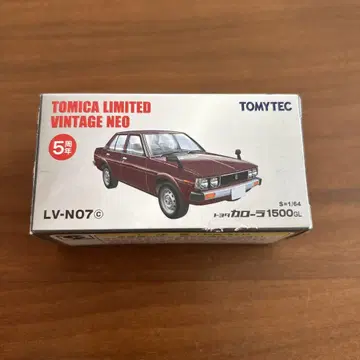 TOMICA LIMITED
VINTAGE NEO
TOMYTEC
5周年
S=1/64
LV-N07ⓒ
トヨタ カローラ1500GL